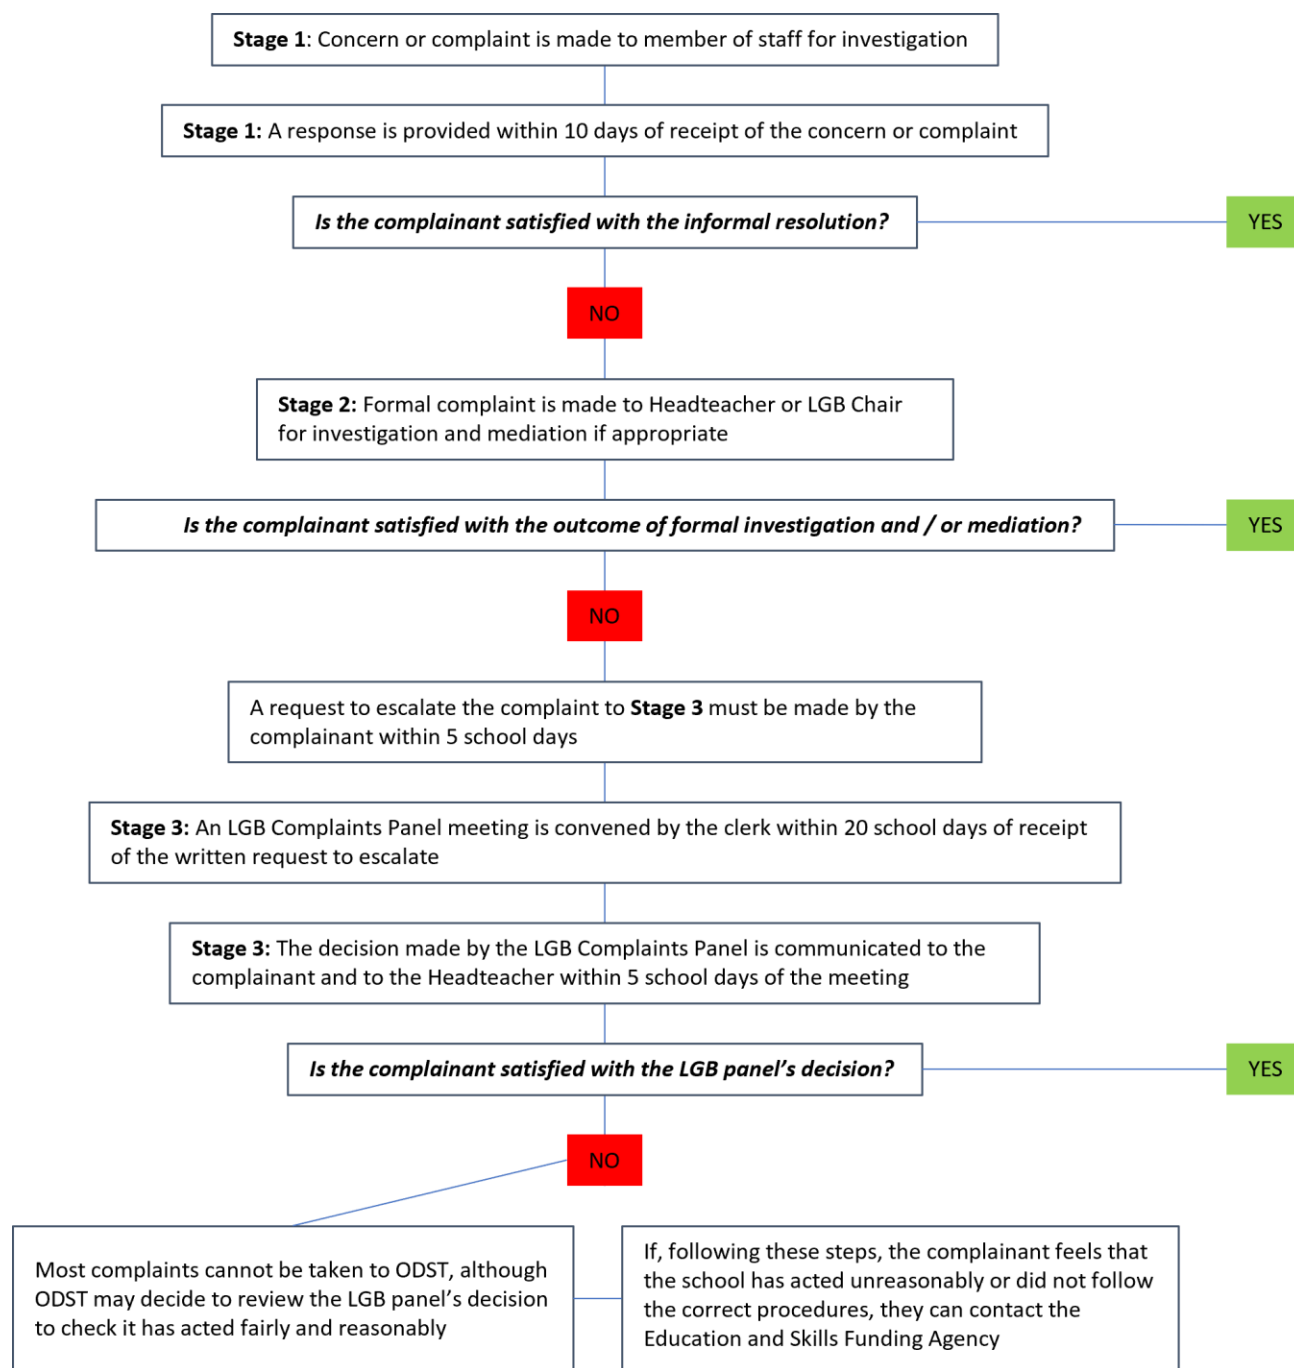 Stage 1: Concern or complaint is made to member of staff for investigation
Stage 1: A response is provided within 10 days of receipt of the concern or complaint
Is the complainant satisfied with the informal resolution?
YES
NO
Stage 2: Formal complaint is made to Headteacher or LGB Chair
for investigation and mediation if appropriate
Is the complainant satisfied with the outcome of formal investigation and / or mediation?
YES
NO
A request to escalate the complaint to Stage 3 must be made by the
complainant within 5 school days
Stage 3: An LGB Complaints Panel meeting is convened by the clerk within 20 school days of receipt
of the written request to escalate
Stage 3: The decision made by the LGB Complaints Panel is communicated to the
complainant and to the Headteacher within 5 school days of the meeting
Is the complainant satisfied with the LGB panel’s decision?
YES
NO
Most complaints cannot be taken to ODST, although
ODST may decide to review the LGB panel’s decision
to check it has acted fairly and reasonably
If, following these steps, the complainant feels that
the school has acted unreasonably or did not follow
the correct procedures, they can contact the
Education and Skills Funding Agency